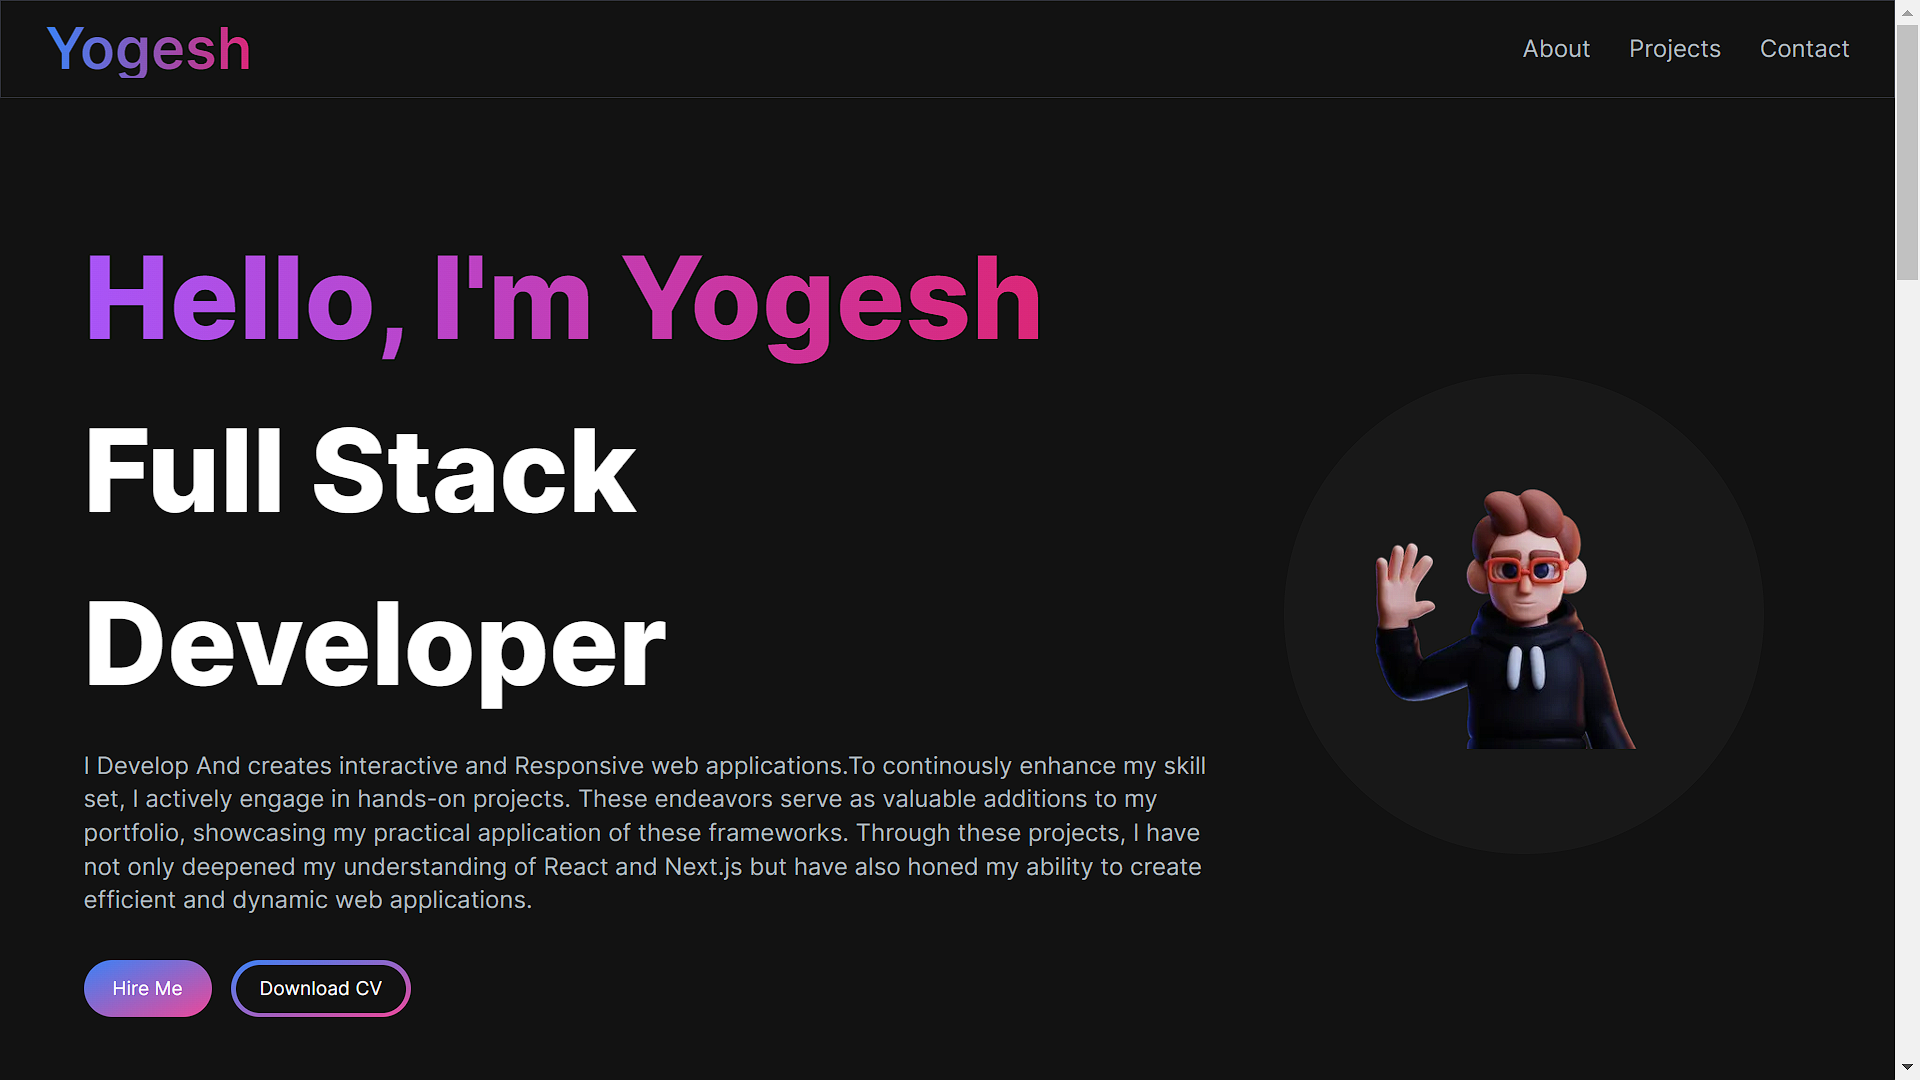 Yogesh
About Projects Contact
Hello, I'm Yogesh
Full Stack
Developer
I Develop And creates interactive and Responsive web applications.To continously enhance my skill
set, I actively engage in hands-on projects. These endeavors serve as valuable additions to my
portfolio, showcasing my practical application of these frameworks. Through these projects, I have
not only deepened my understanding of React and Next.js but have also honed my ability to create
efficient and dynamic web applications.
Hire Me Download CV